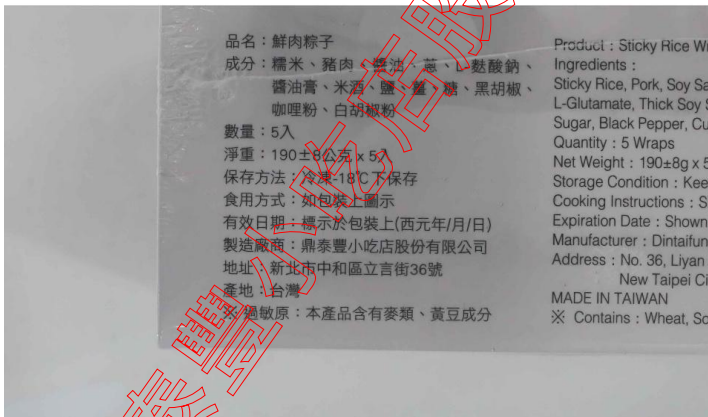 品名：鮮肉粽子
成分：糯米、豬肉、醬油、蔥、L-麩酸鈉、
醬油膏、米酒、鹽、薑、糖、黑胡椒、
咖哩粉、白胡椒粉
數量：5入
淨重：190±8公克 x 5入
保存方法：冷凍-18℃下保存
食用方式：如包裝上圖示
有效日期：標示於包裝上(西元年/月/日)
製造廠商：鼎泰豐小吃店股份有限公司
地址：新北市中和區立言街36號
產地：台灣
※ 過敏原：本產品含有麥類、黃豆成分
Product : Sticky Rice
Ingredients :
Sticky Rice, Pork, Soy
L-Glutamate, Thick Soy
Sugar, Black Pepper,
Quantity : 5 Wraps
Net Weight : 190±8g x 5
Storage Condition :
Cooking Instructions :
Expiration Date : Shown
Manufacturer : Dintaifun
Address : No. 36, Liyan
New Taipei
MADE IN TAIWAN
※ Contains : Wheat,
泰豐小吃店股